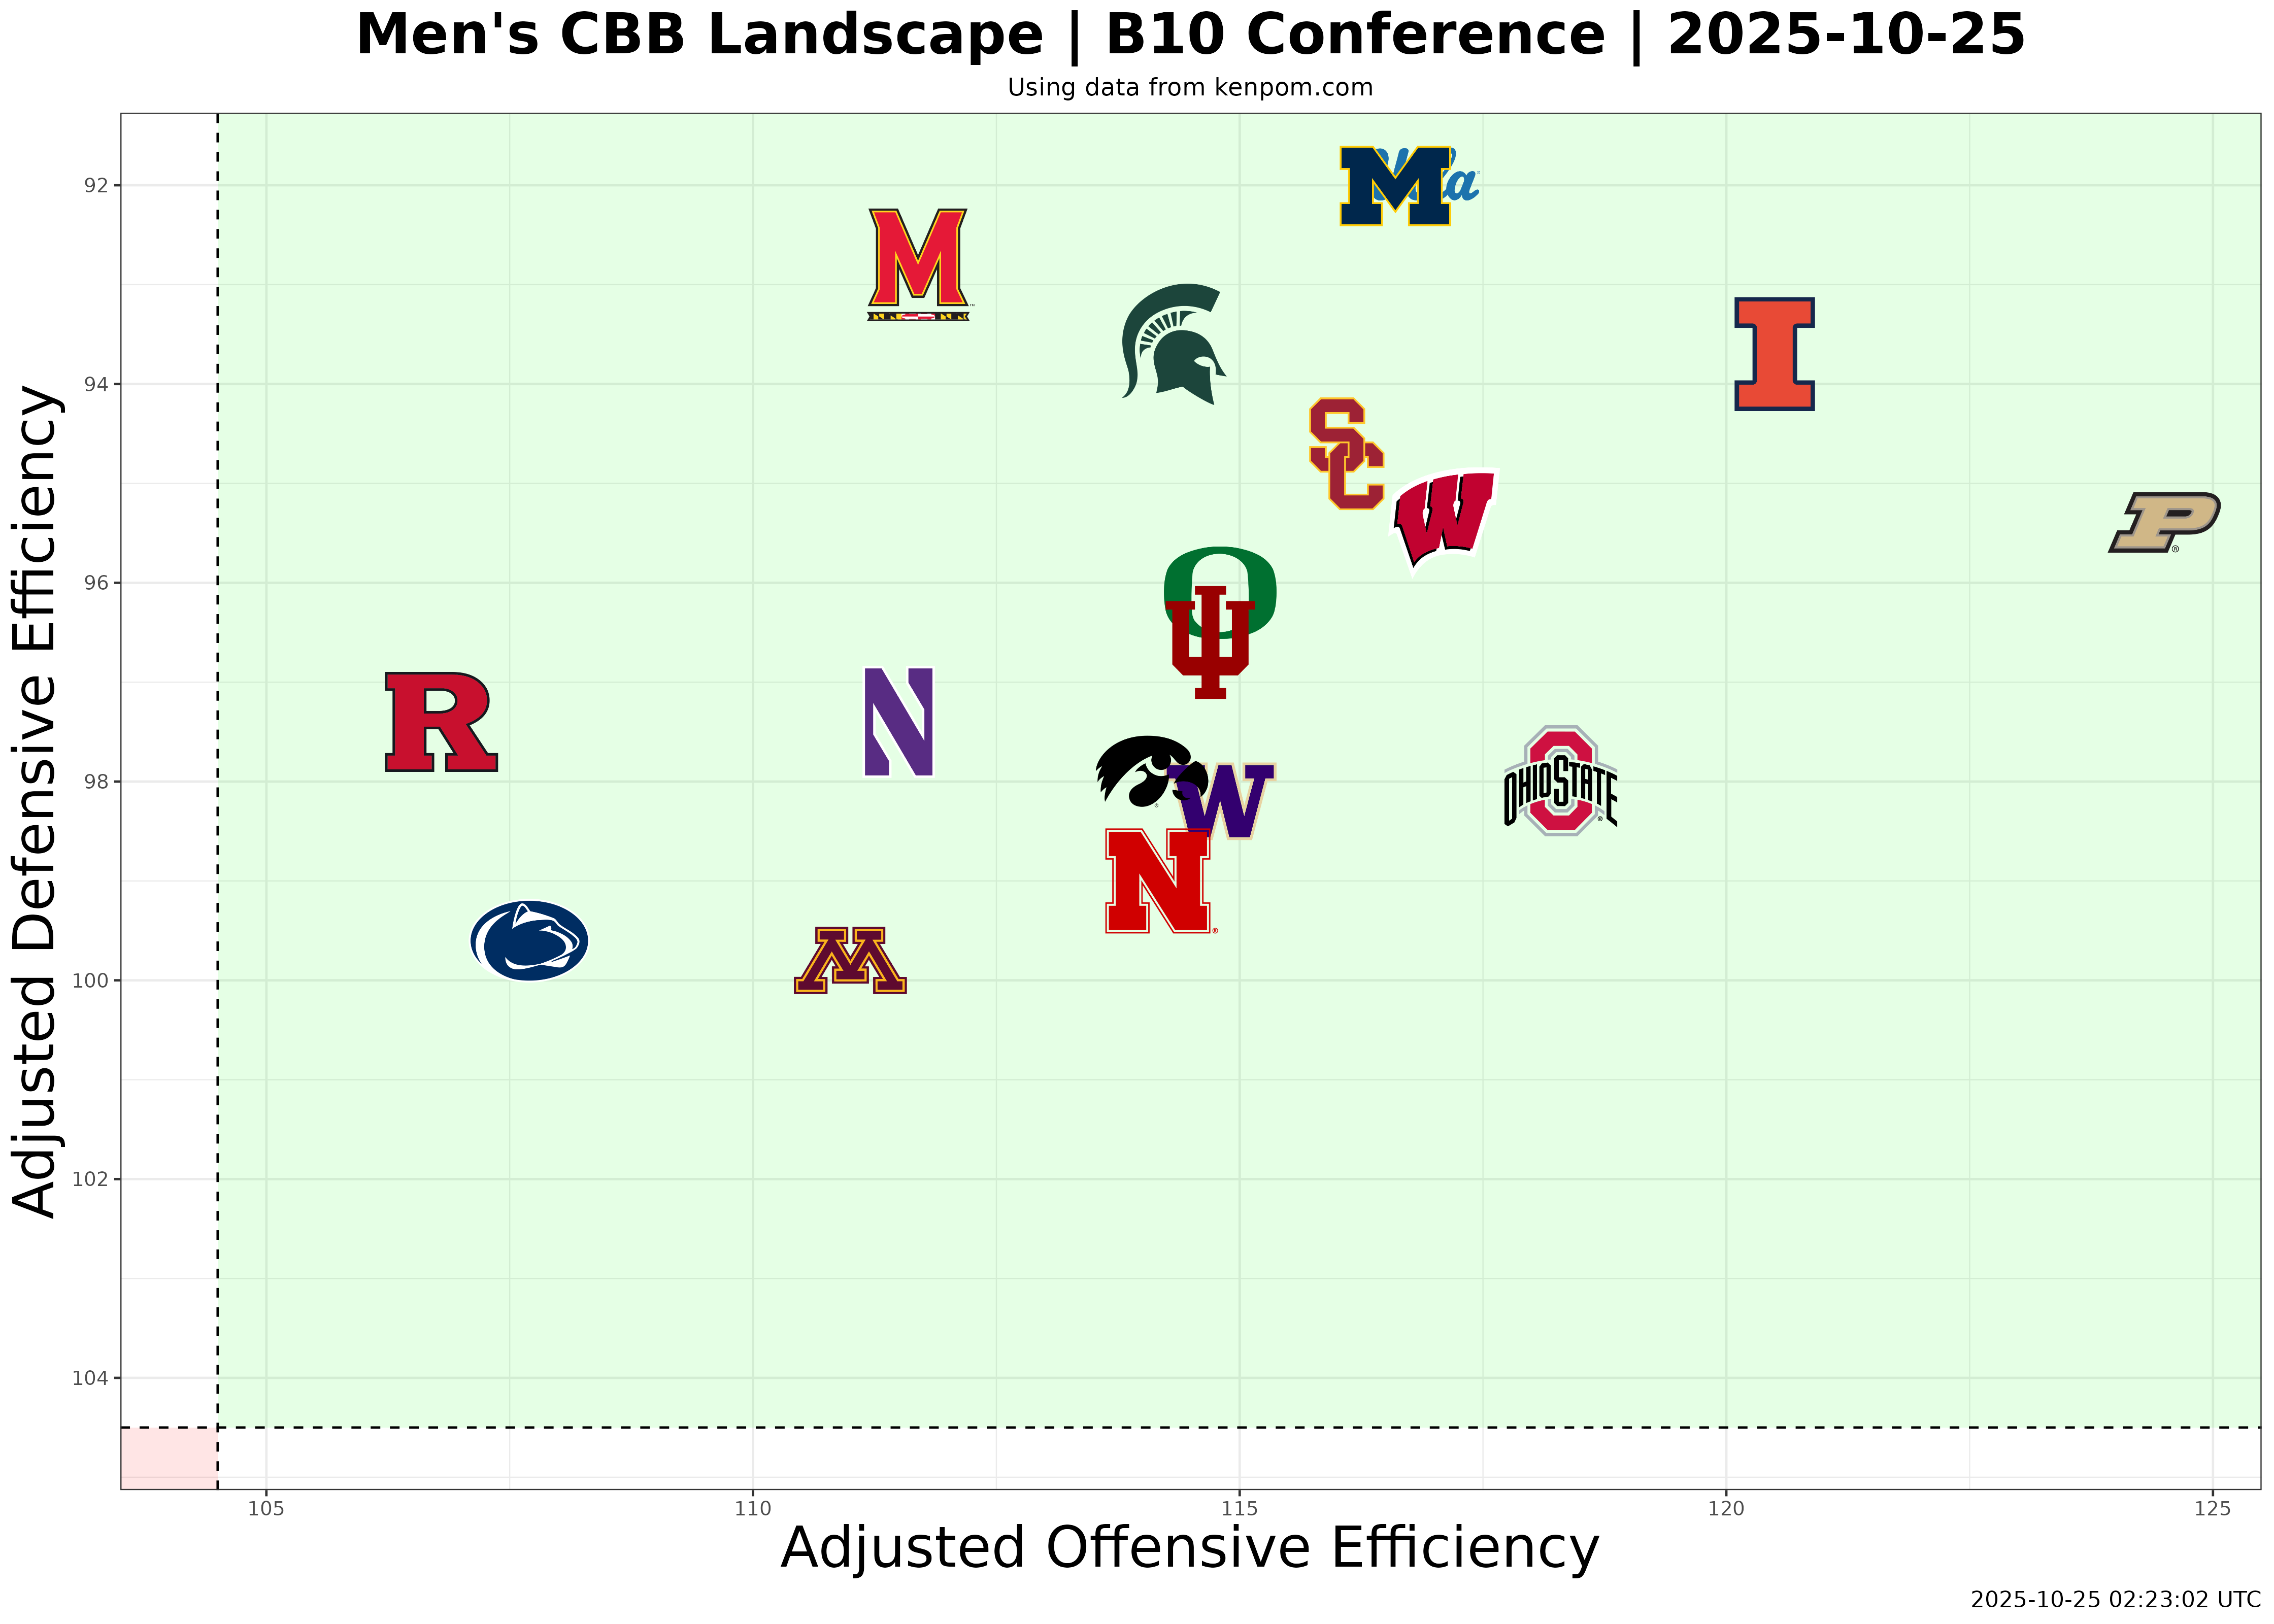 Men's CBB Landscape | B10 Conference | 2025-10-25
Using data from kenpom.com
Adjusted Defensive Efficiency
92
94
96
98
100
102
104
M
a
M
I
SC
W
P
O
IU
R
N
OHIO STATE
W
N
M
105
110
115
120
125
Adjusted Offensive Efficiency
2025-10-25 02:23:02 UTC